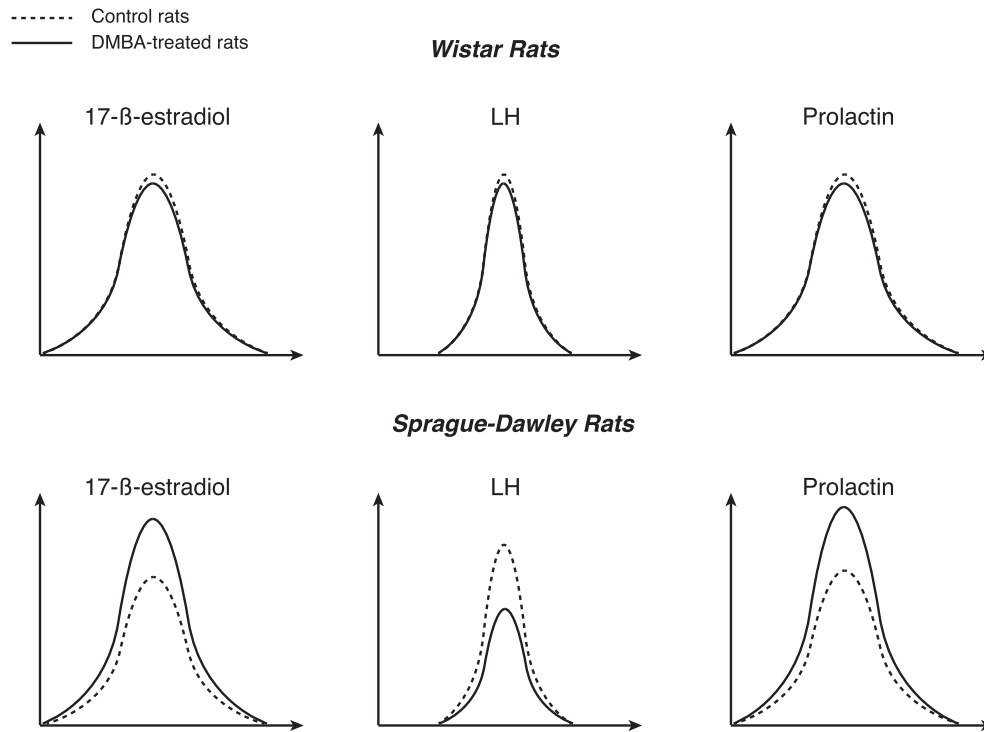 Control rats
DMBA-treated rats
Wistar Rats
17-ß-estradiol
LH
Prolactin
Sprague-Dawley Rats
17-ß-estradiol
LH
Prolactin